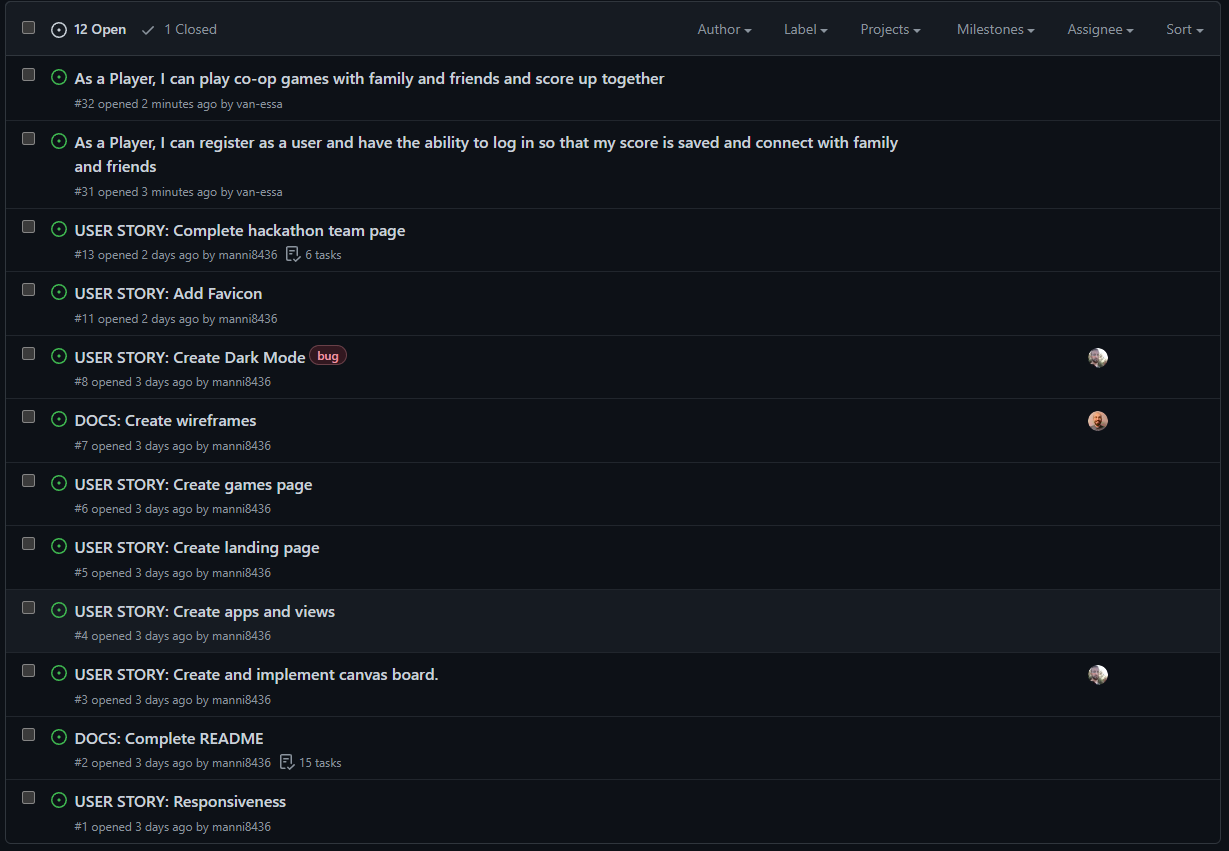 12 Open 1 Closed Author Label Projects Milestones Assignee Sort
As a Player, I can play co-op games with family and friends and score up together
#32 opened 2 minutes ago by van-essa
As a Player, I can register as a user and have the ability to log in so that my score is saved and connect with family
and friends
#31 opened 3 minutes ago by van-essa
USER STORY: Complete hackathon team page
#13 opened 2 days ago by manni8436 6 tasks
USER STORY: Add Favicon
#11 opened 2 days ago by manni8436
USER STORY: Create Dark Mode bug
#8 opened 3 days ago by manni8436
DOCS: Create wireframes
#7 opened 3 days ago by manni8436
USER STORY: Create games page
#6 opened 3 days ago by manni8436
USER STORY: Create landing page
#5 opened 3 days ago by manni8436
USER STORY: Create apps and views
#4 opened 3 days ago by manni8436
USER STORY: Create and implement canvas board.
#3 opened 3 days ago by manni8436
DOCS: Complete README
#2 opened 3 days ago by manni8436 15 tasks
USER STORY: Responsiveness
#1 opened 3 days ago by manni8436